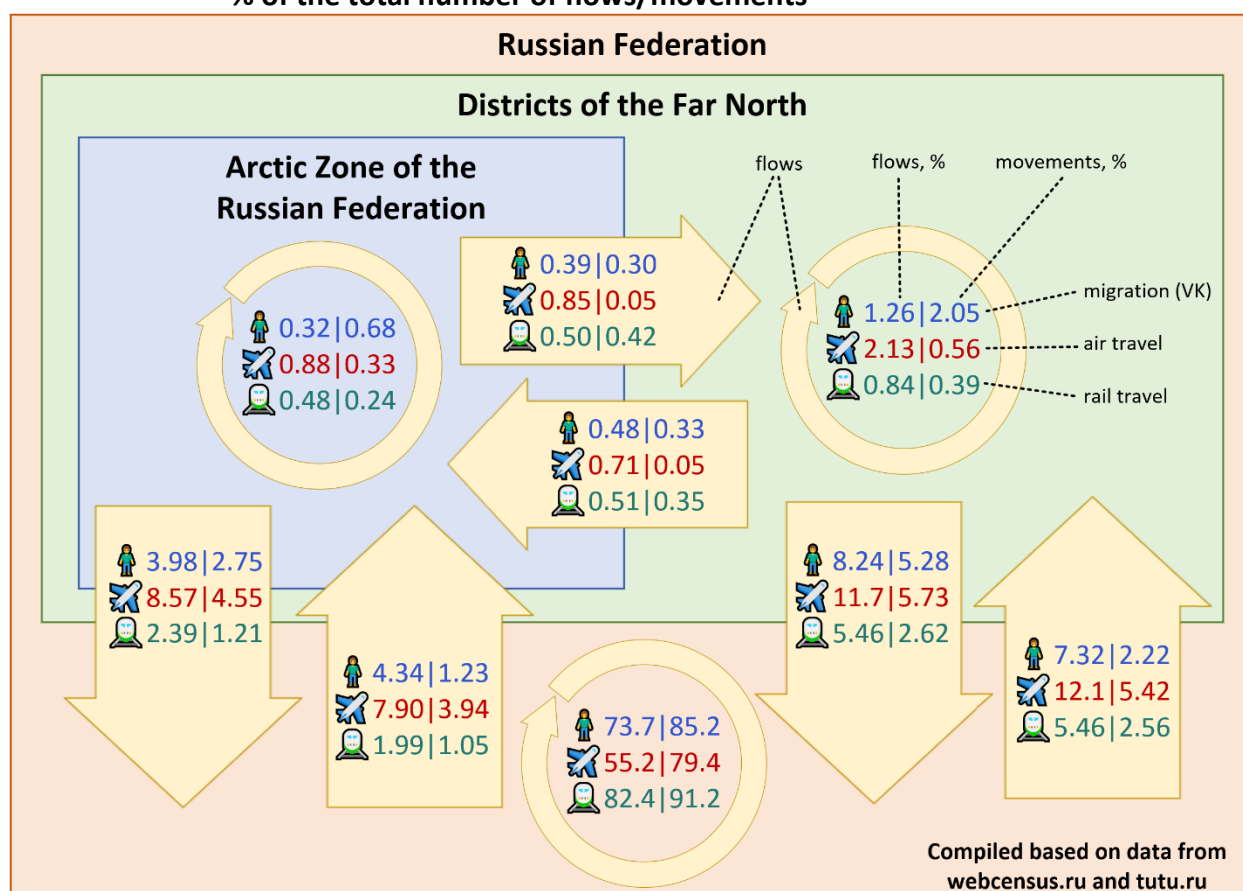 % of the total number of flows/movements
Russian Federation
Districts of the Far North
Arctic Zone of the
Russian Federation
flows
flows, %
movements, %
0.39|0.30
0.85|0.05
0.50|0.42
0.32|0.68
0.88|0.33
0.48|0.24
1.26|2.05
2.13|0.56
0.84|0.39
migration (VK)
air travel
rail travel
0.48|0.33
0.71|0.05
0.51|0.35
3.98|2.75
8.57|4.55
2.39|1.21
4.34|1.23
7.90|3.94
1.99|1.05
73.7|85.2
55.2|79.4
82.4|91.2
8.24|5.28
11.7|5.73
5.46|2.62
7.32|2.22
12.1|5.42
5.46|2.56
Compiled based on data from
webcensus.ru and tutu.ru